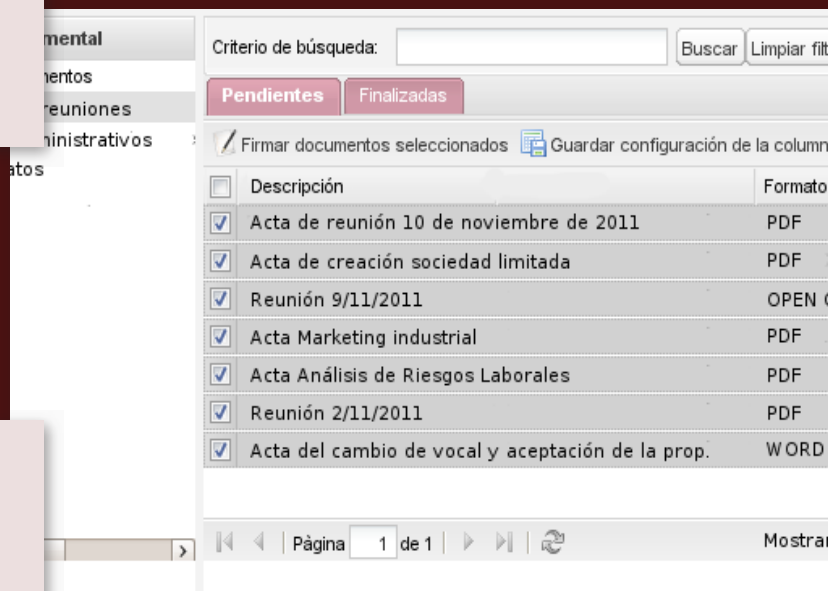 mental
mentos
reuniones
ministrativos
atos
Criterio de búsqueda:
Buscar
Limpiar filt
Pendientes
Finalizadas
Firmar documentos seleccionados
Guardar configuración de la column
Descripción
Formato
Acta de reunión 10 de noviembre de 2011
PDF
Acta de creación sociedad limitada
PDF
Reunión 9/11/2011
OPEN
Acta Marketing industrial
PDF
Acta Análisis de Riesgos Laborales
PDF
Reunión 2/11/2011
PDF
Acta del cambio de vocal y aceptación de la prop.
WORD
Pàgina 1 de 1
Mostrar